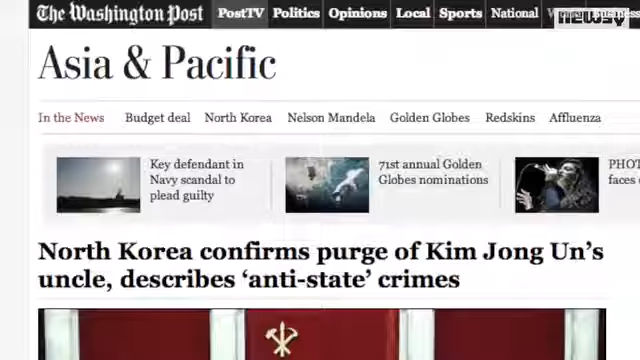 The Washington Post PostTV Politics Opinions Local Sports National
newsy
Asia & Pacific
In the News Budget deal North Korea Nelson Mandela Golden Globes Redskins Affluenza
Key defendant in
Navy scandal to
plead guilty
71st annual Golden
Globes nominations
PHOT
faces
North Korea confirms purge of Kim Jong Un’s
uncle, describes ‘anti-state’ crimes